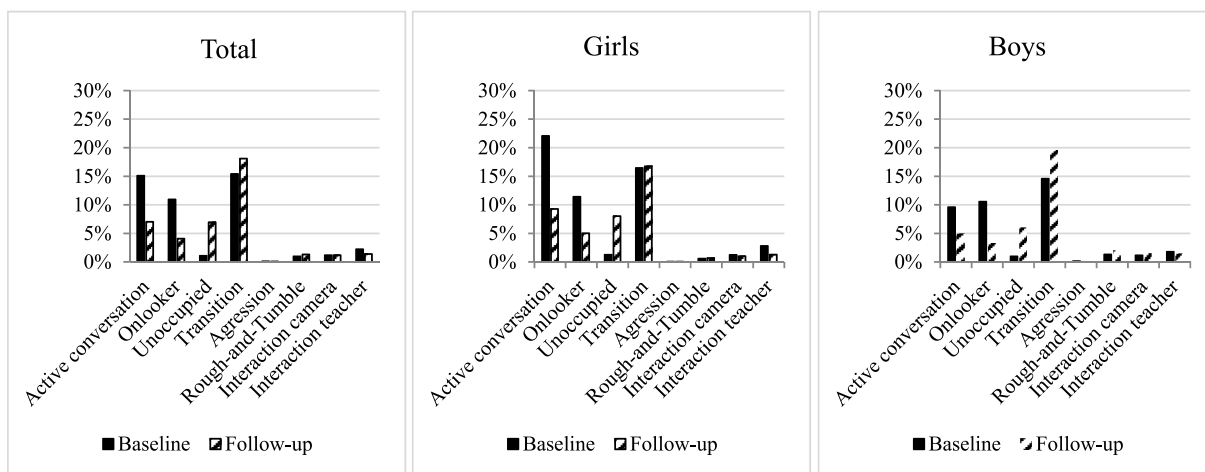 Total
30%
25%
20%
15%
10%
5%
0%
Active conversation
Onlooker
Unoccupied
Transition
Agression
Rough-and-Tumble
Interaction camera
Interaction teacher
Baseline Follow-up
Girls
30%
25%
20%
15%
10%
5%
0%
Active conversation
Onlooker
Unoccupied
Transition
Agression
Rough-and-Tumble
Interaction camera
Interaction teacher
Baseline Follow-up
Boys
30%
25%
20%
15%
10%
5%
0%
Active conversation
Onlooker
Unoccupied
Transition
Agression
Rough-and-Tumble
Interaction camera
Interaction teacher
Baseline Follow-up